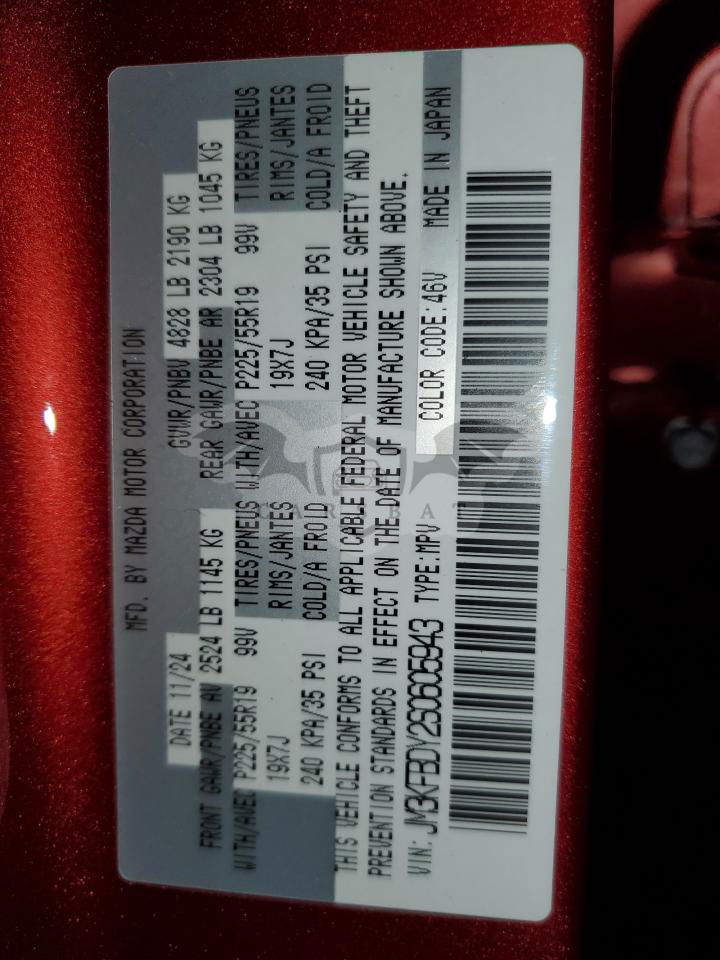 MFD. BY MAZDA MOTOR CORPORATION
DATE 11/24 GVWR/PNBV 4828 LB 2190 KG
FRONT GAWR/PNBE AV 2524 LB 1145 KG REAR GAWR/PNBE AR 2304 LB 1045 KG
WITH/AVEC P225/55R19 99V TIRES/PNEUS WITH/AVEC P225/55R19 99V TIRES/PNEUS
19X7J RIMS/JANTES 19X7J RIMS/JANTES
240 KPA/35 PSI COLD/A FROID 240 KPA/35 PSI COLD/A FROID
THIS VEHICLE CONFORMS TO ALL APPLICABLE FEDERAL MOTOR VEHICLE SAFETY AND THEFT
PREVENTION STANDARDS IN EFFECT ON THE DATE OF MANUFACTURE SHOWN ABOVE.
VIN: JM3KFBDY2S0605943 TYPE:MPV COLOR CODE:46V MADE IN JAPAN
CARSBAT